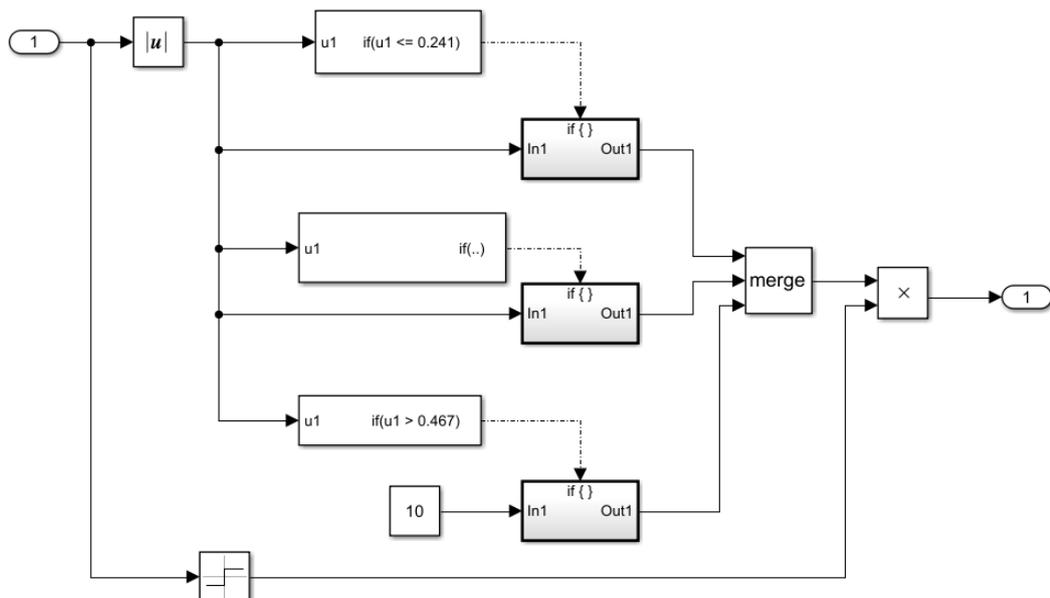 1
|u|
u1 if(u1 <= 0.241)
if { }
In1 Out1
u1 if(..)
if { }
In1 Out1
merge
×
1
u1 if(u1 > 0.467)
if { }
10
In1 Out1